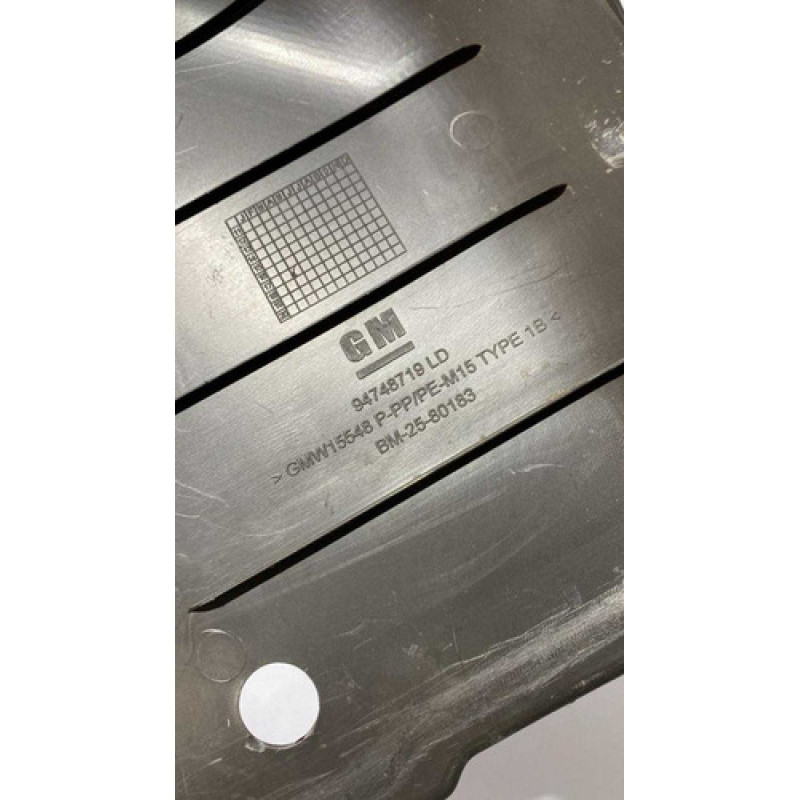 GM
94748719 LD
> GMW15548 P-PP/PE-M15 TYPE 1B <
BM-25-80183